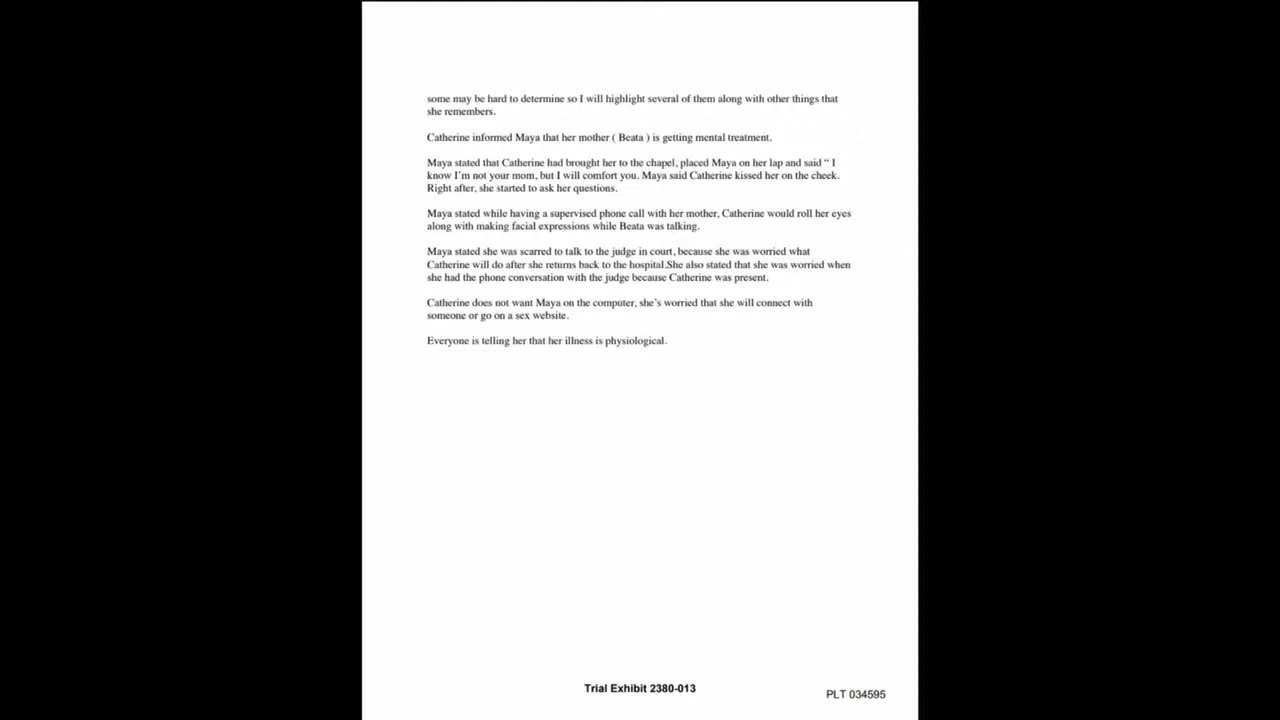 some may be hard to determine so I will highlight several of them along with other things that
she remembers.
Catherine informed Maya that her mother ( Beata ) is getting mental treatment.
Maya stated that Catherine had brought her to the chapel, placed Maya on her lap and said “ I
know I’m not your mom, but I will comfort you. Maya said Catherine kissed her on the cheek.
Right after, she started to ask her questions.
Maya stated while having a supervised phone call with her mother, Catherine would roll her eyes
along with making facial expressions while Beata was talking.
Maya stated she was scarred to talk to the judge in court, because she was worried what
Catherine will do after she returns back to the hospital.She also stated that she was worried when
she had the phone conversation with the judge because Catherine was present.
Catherine does not want Maya on the computer, she’s worried that she will connect with
someone or go on a sex website.
Everyone is telling her that her illness is physiological.
Trial Exhibit 2380-013
PLT 034595